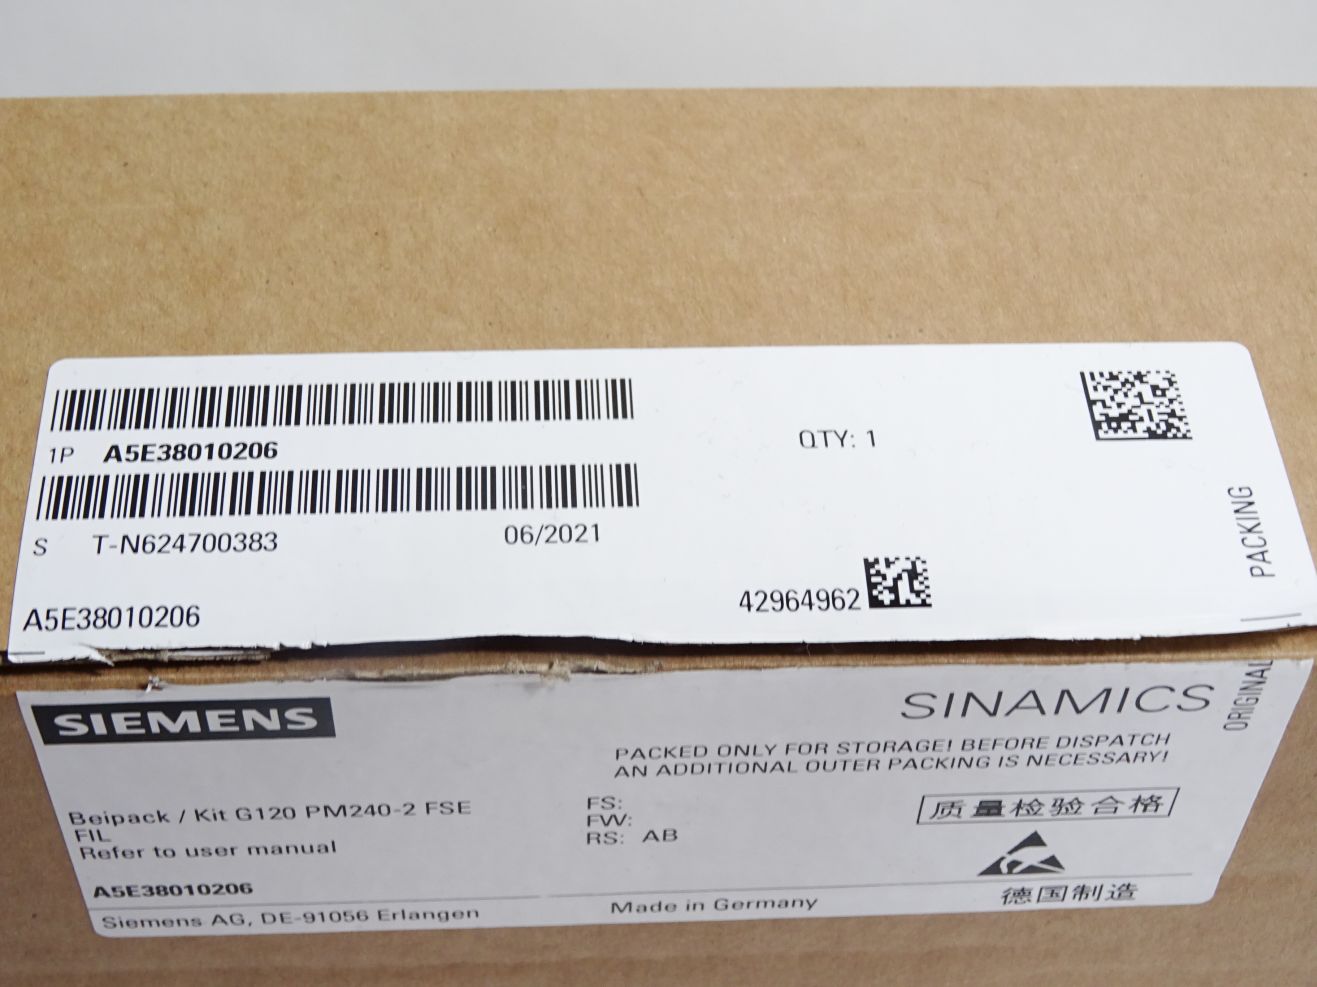 1P A5E38010206
QTY: 1
S T-N624700383 06/2021
42964962
A5E38010206
ORIGINAL PACKING
SIEMENS
SINAMICS
PACKED ONLY FOR STORAGE! BEFORE DISPATCH
AN ADDITIONAL OUTER PACKING IS NECESSARY!
Beipack / Kit G120 PM240-2 FSE
FIL
Refer to user manual
FS:
FW:
RS: AB
质量检验合格
A5E38010206
Siemens AG, DE-91056 Erlangen
Made in Germany
德国制造